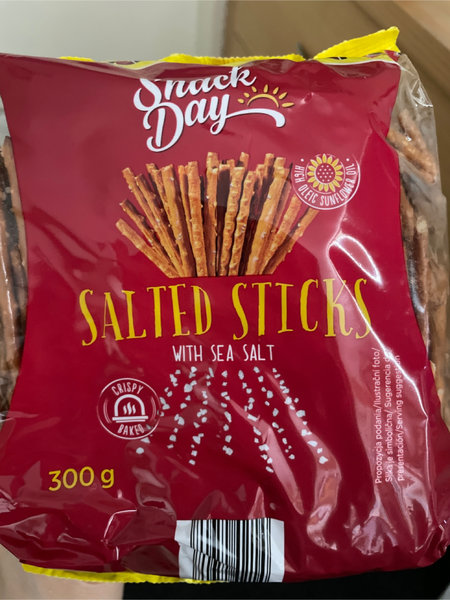 Snack
Day
HIGH OLEIC SUNFLOWER OIL
SALTED STICKS
WITH SEA SALT
CRISPY
BAKED
300 g
Propozycja podania/Ilustrační foto/
Slika je simbolična/ Sugerencia de
presentación/Serving suggestion